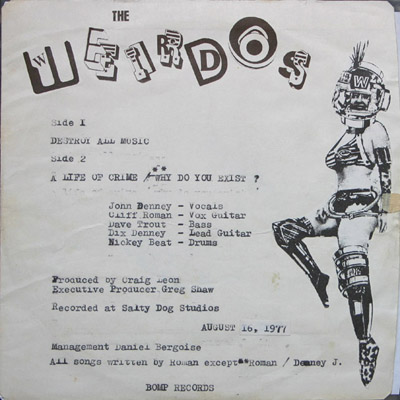 THE
WEIRDOS
Side I
DESTROY ALL MUSIC
Side 2
A LIFE OF CRIME /**WHY DO YOU EXIST ?
John Denney - Vocals
Cliff Roman - Vox Guitar
Dave Trout - Bass
Dix Denney - Lead Guitar
Nickey Beat - Drums
Produced by Craig Leon
Executive Producer Greg Shaw
Recorded at Salty Dog Studios
AUGUST 16, 1977
Management Daniel Bergoise
All songs written by Roman except**Roman / Denney J.
BOMP RECORDS
W